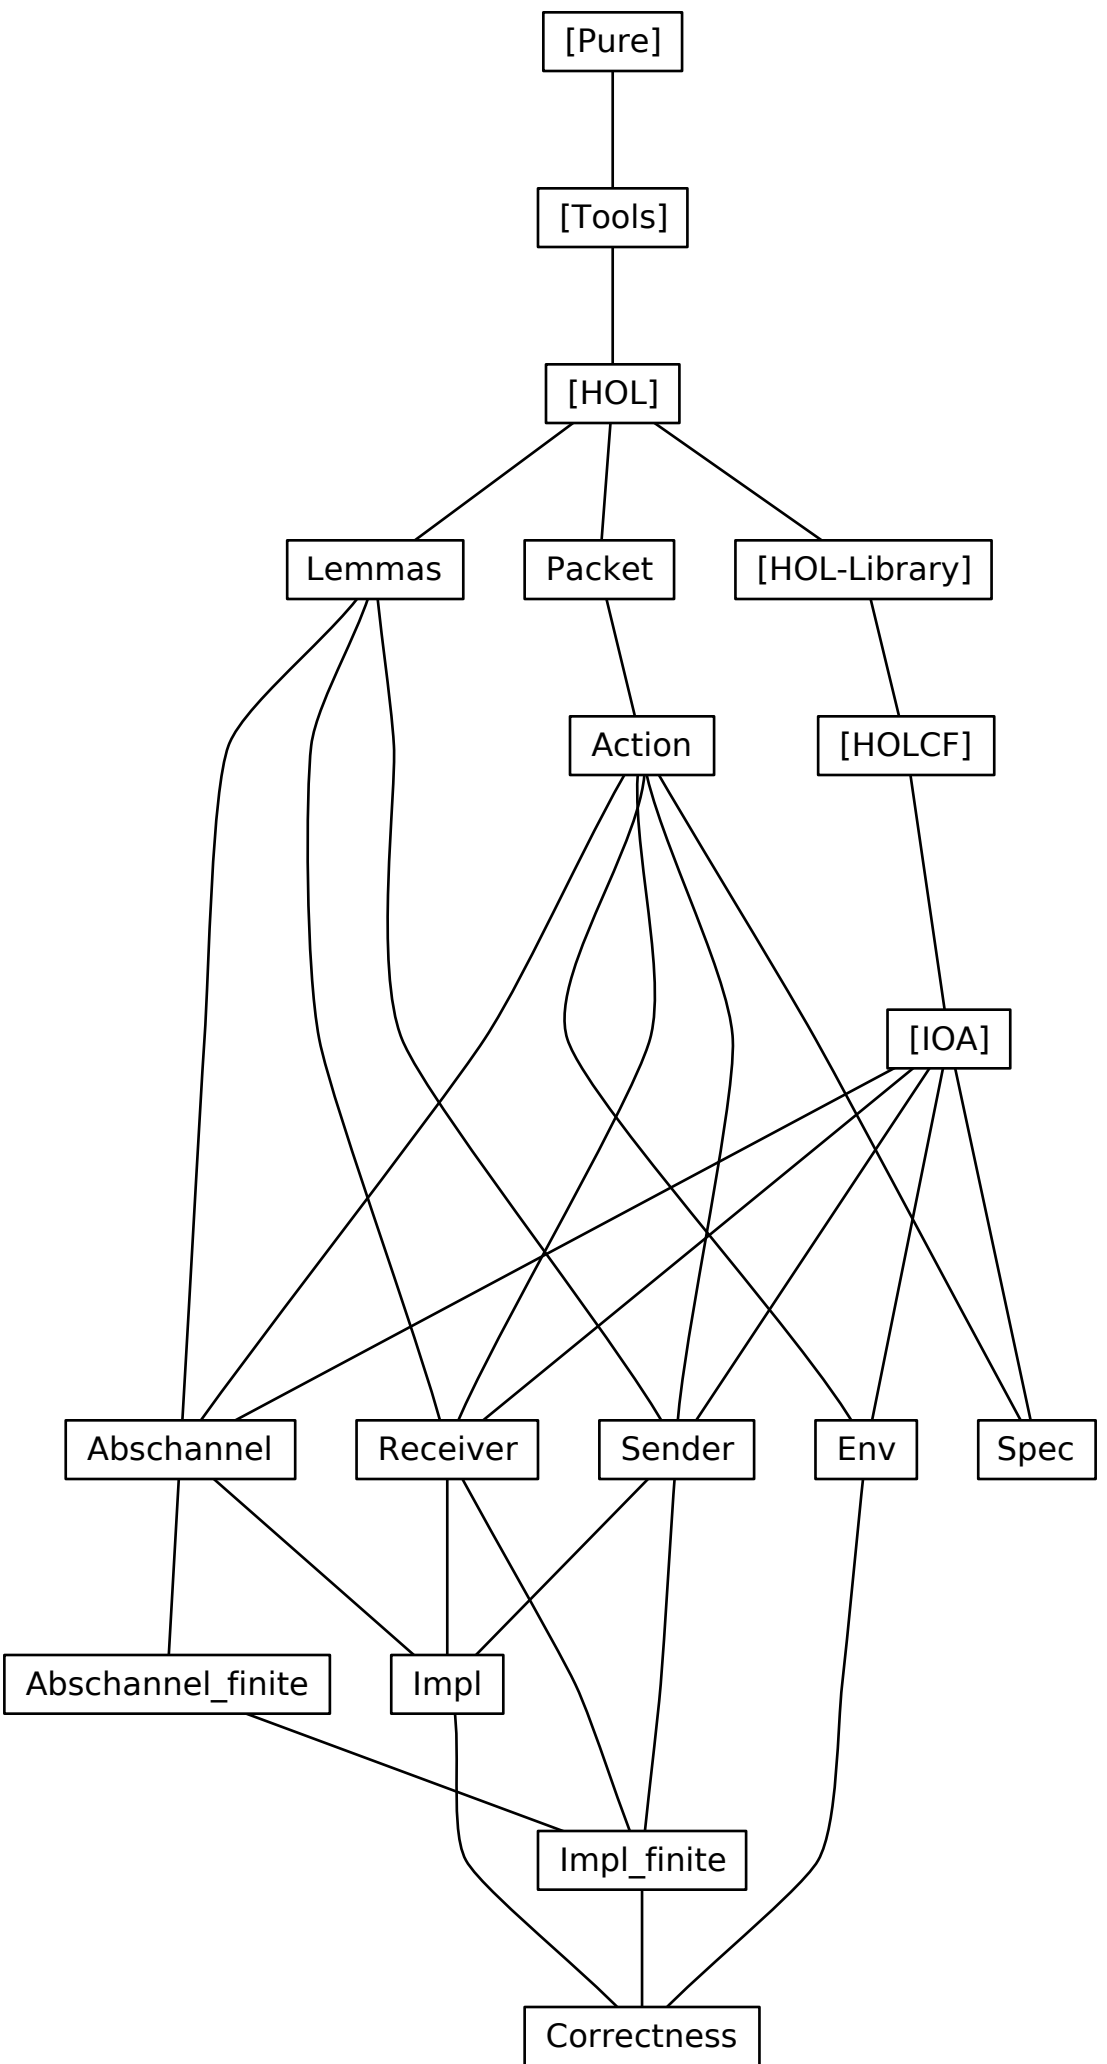 [Pure]
[Tools]
[HOL]
Lemmas
Packet
[HOL-Library]
Action
[HOLCF]
[IOA]
Abschannel
Receiver
Sender
Env
Spec
Abschannel_finite
Impl
Impl_finite
Correctness